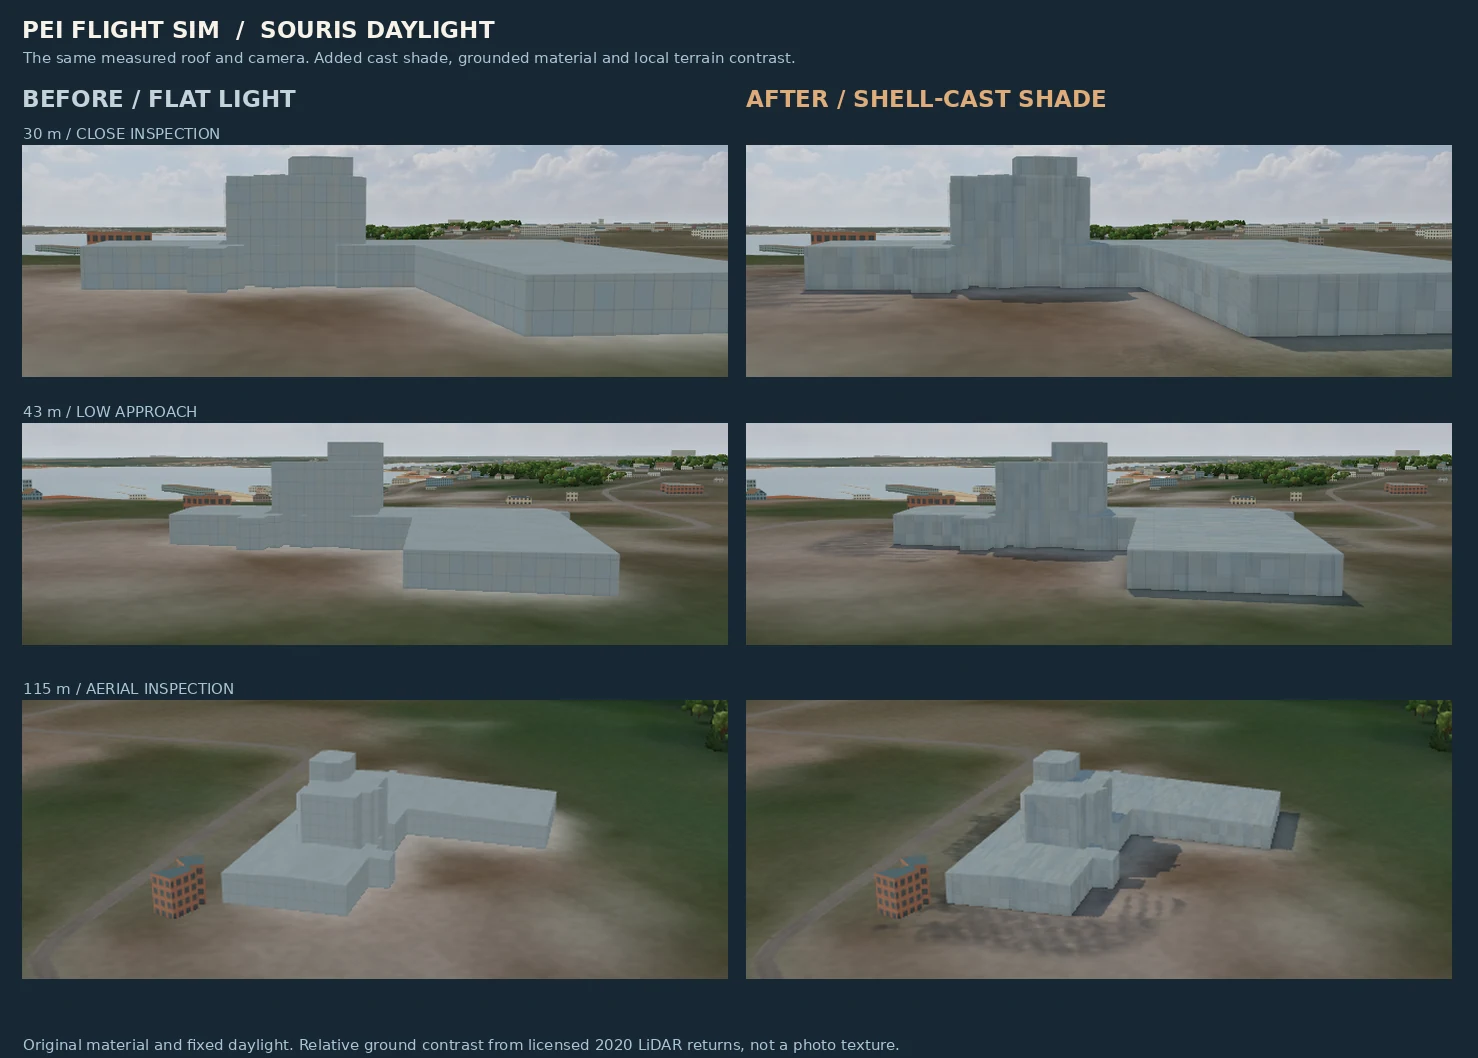 PEI FLIGHT SIM / SOURIS DAYLIGHT
The same measured roof and camera. Added cast shade, grounded material and local terrain contrast.
BEFORE / FLAT LIGHT
AFTER / SHELL-CAST SHADE
30 m / CLOSE INSPECTION
43 m / LOW APPROACH
115 m / AERIAL INSPECTION
Original material and fixed daylight. Relative ground contrast from licensed 2020 LiDAR returns, not a photo texture.